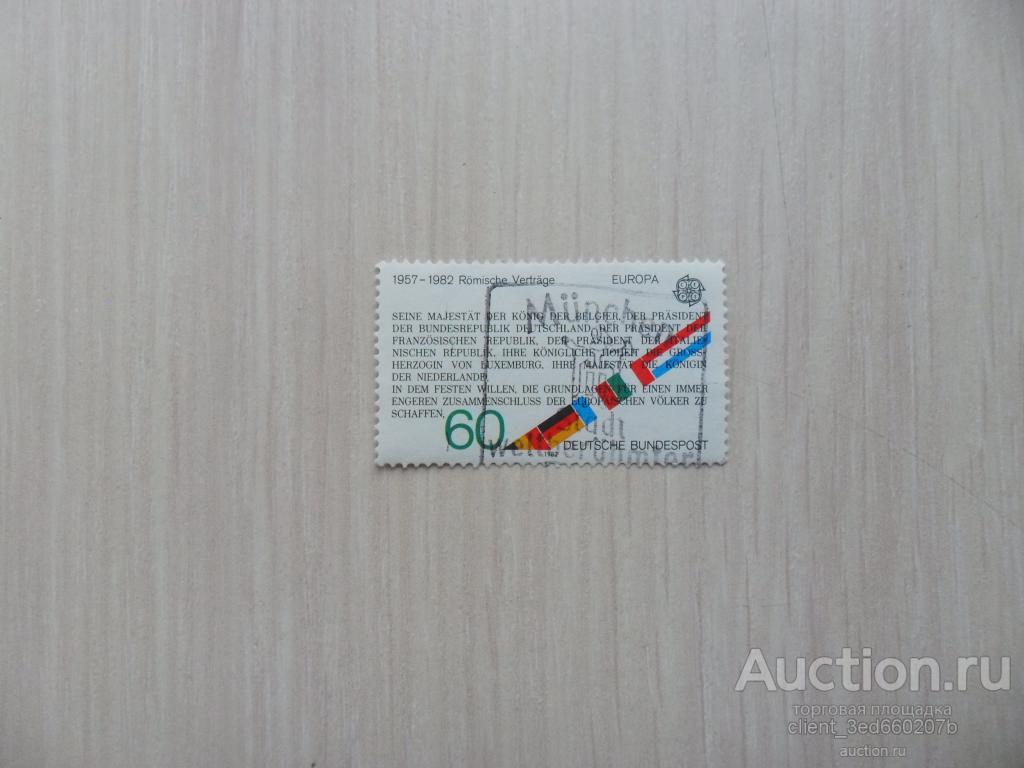 1957-1982 Römische Verträge EUROPA
SEINE MAJESTÄT DER KÖNIG DER BELGIER, DER PRÄSIDENT
DER BUNDESREPUBLIK DEUTSCHLAND, DER PRÄSIDENT DER
FRANZÖSISCHEN REPUBLIK, DER PRÄSIDENT DER ITALIE-
NISCHEN REPUBLIK, IHRE KÖNIGLICHE HOHEIT DIE GROSS-
HERZOGIN VON LUXEMBURG, IHRE MAJESTÄT DIE KÖNIGIN
DER NIEDERLANDE,
IN DEM FESTEN WILLEN, DIE GRUNDLAGEN FÜR EINEN IMMER
ENGEREN ZUSAMMENSCHLUSS DER EUROPÄISCHEN VÖLKER ZU
SCHAFFEN,
60
DEUTSCHE BUNDESPOST
1982
München
Auction.ru
торговая площадка
client_3ed660207b
auction.ru